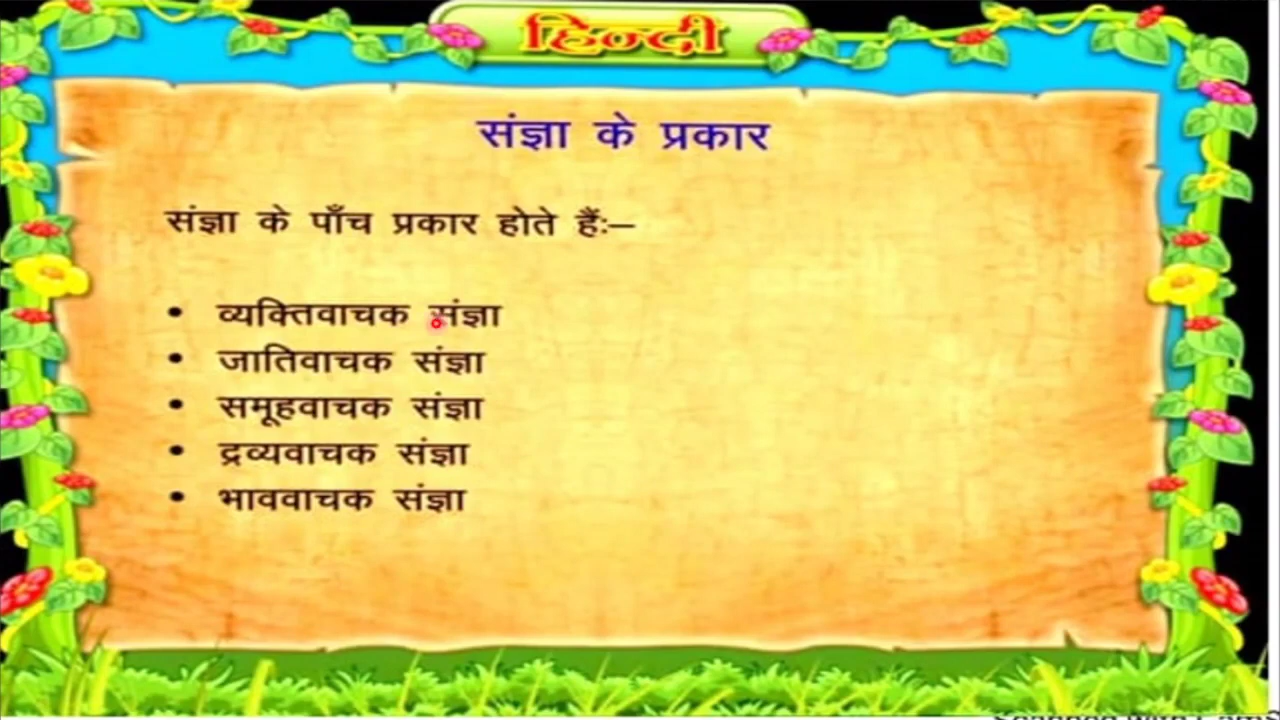 हिन्दी
संज्ञा के प्रकार
संज्ञा के पाँच प्रकार होते हैंः–
• व्यक्तिवाचक संज्ञा
• जातिवाचक संज्ञा
• समूहवाचक संज्ञा
• द्रव्यवाचक संज्ञा
• भाववाचक संज्ञा